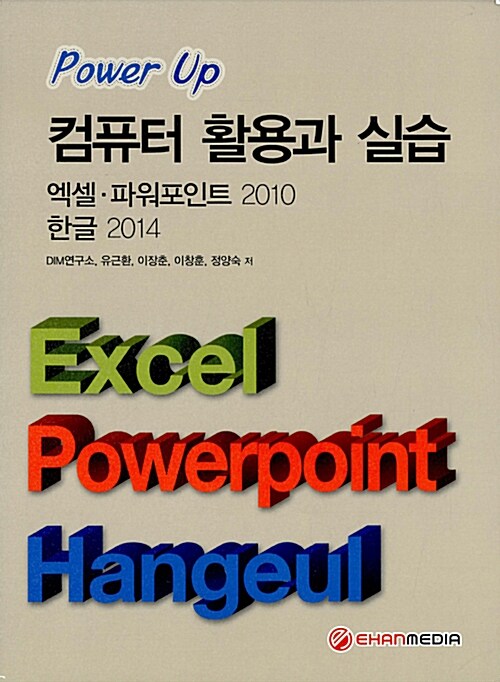 Power Up
컴퓨터 활용과 실습
엑셀·파워포인트 2010
한글 2014
DIM연구소, 유근환, 이장춘, 이창훈, 정양숙 저
Excel
Powerpoint
Hangeul
EHANMEDIA